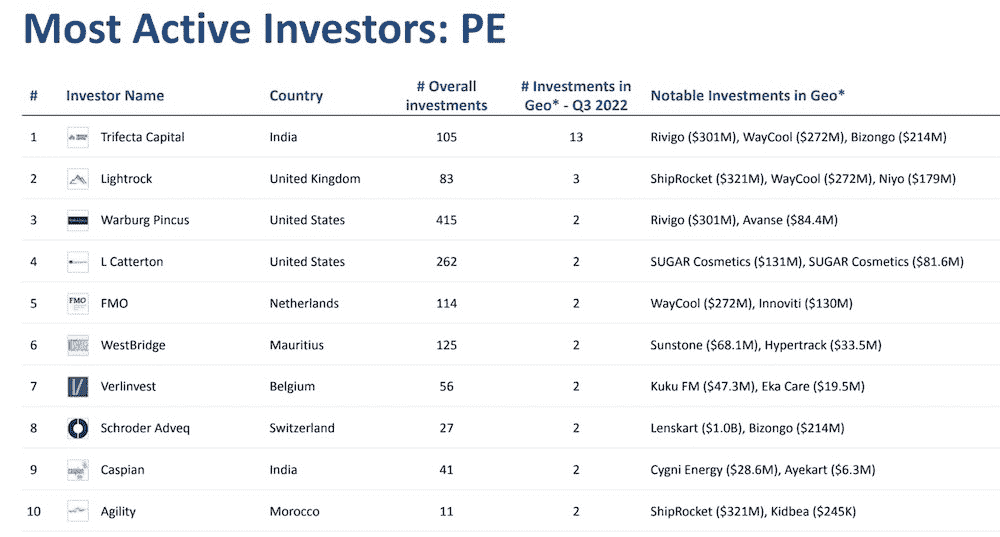 Most Active Investors: PE
# Investor Name Country # Overall investments # Investments in Geo* - Q3 2022 Notable Investments in Geo*
1 Trifecta Capital India 105 13 Rivigo ($301M), WayCool ($272M), Bizongo ($214M)
2 Lightrock United Kingdom 83 3 ShipRocket ($321M), WayCool ($272M), Niyo ($179M)
3 Warburg Pincus United States 415 2 Rivigo ($301M), Avanse ($84.4M)
4 L Catterton United States 262 2 SUGAR Cosmetics ($131M), SUGAR Cosmetics ($81.6M)
5 FMO FMO Netherlands 114 2 WayCool ($272M), Innoviti ($130M)
6 WestBridge Mauritius 125 2 Sunstone ($68.1M), Hypertrack ($33.5M)
7 Verlinvest Belgium 56 2 Kuku FM ($47.3M), Eka Care ($19.5M)
8 Schroder Adveq Switzerland 27 2 Lenskart ($1.0B), Bizongo ($214M)
9 Caspian India 41 2 Cygni Energy ($28.6M), Ayekart ($6.3M)
10 Agility Morocco 11 2 ShipRocket ($321M), Kidbea ($245K)